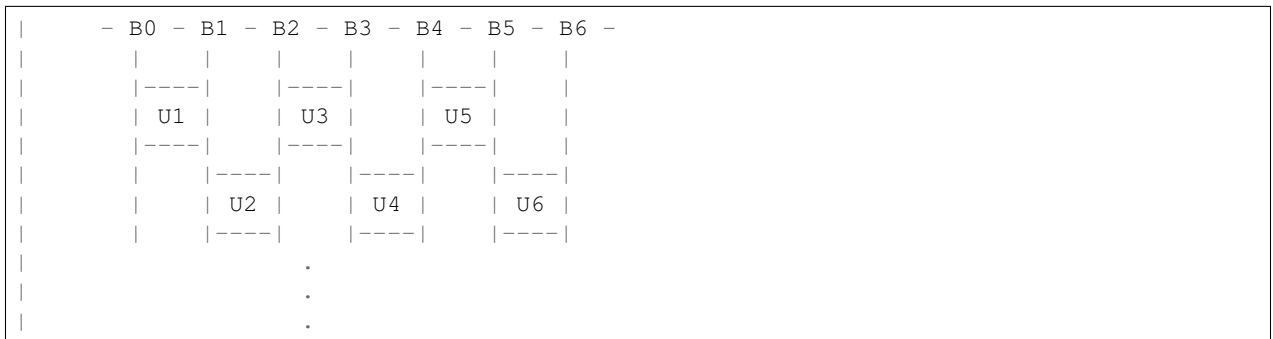 |      - B0 - B1 - B2 - B3 - B4 - B5 - B6 -
|        |    |    |    |    |    |    |
|        |----|    |----|    |----|    |
|        | U1 |    | U3 |    | U5 |    |
|        |----|    |----|    |----|    |
|        |    |----|    |----|    |----|
|        |    | U2 |    | U4 |    | U6 |
|        |    |----|    |----|    |----|
|                    .
|                    .
|                    .